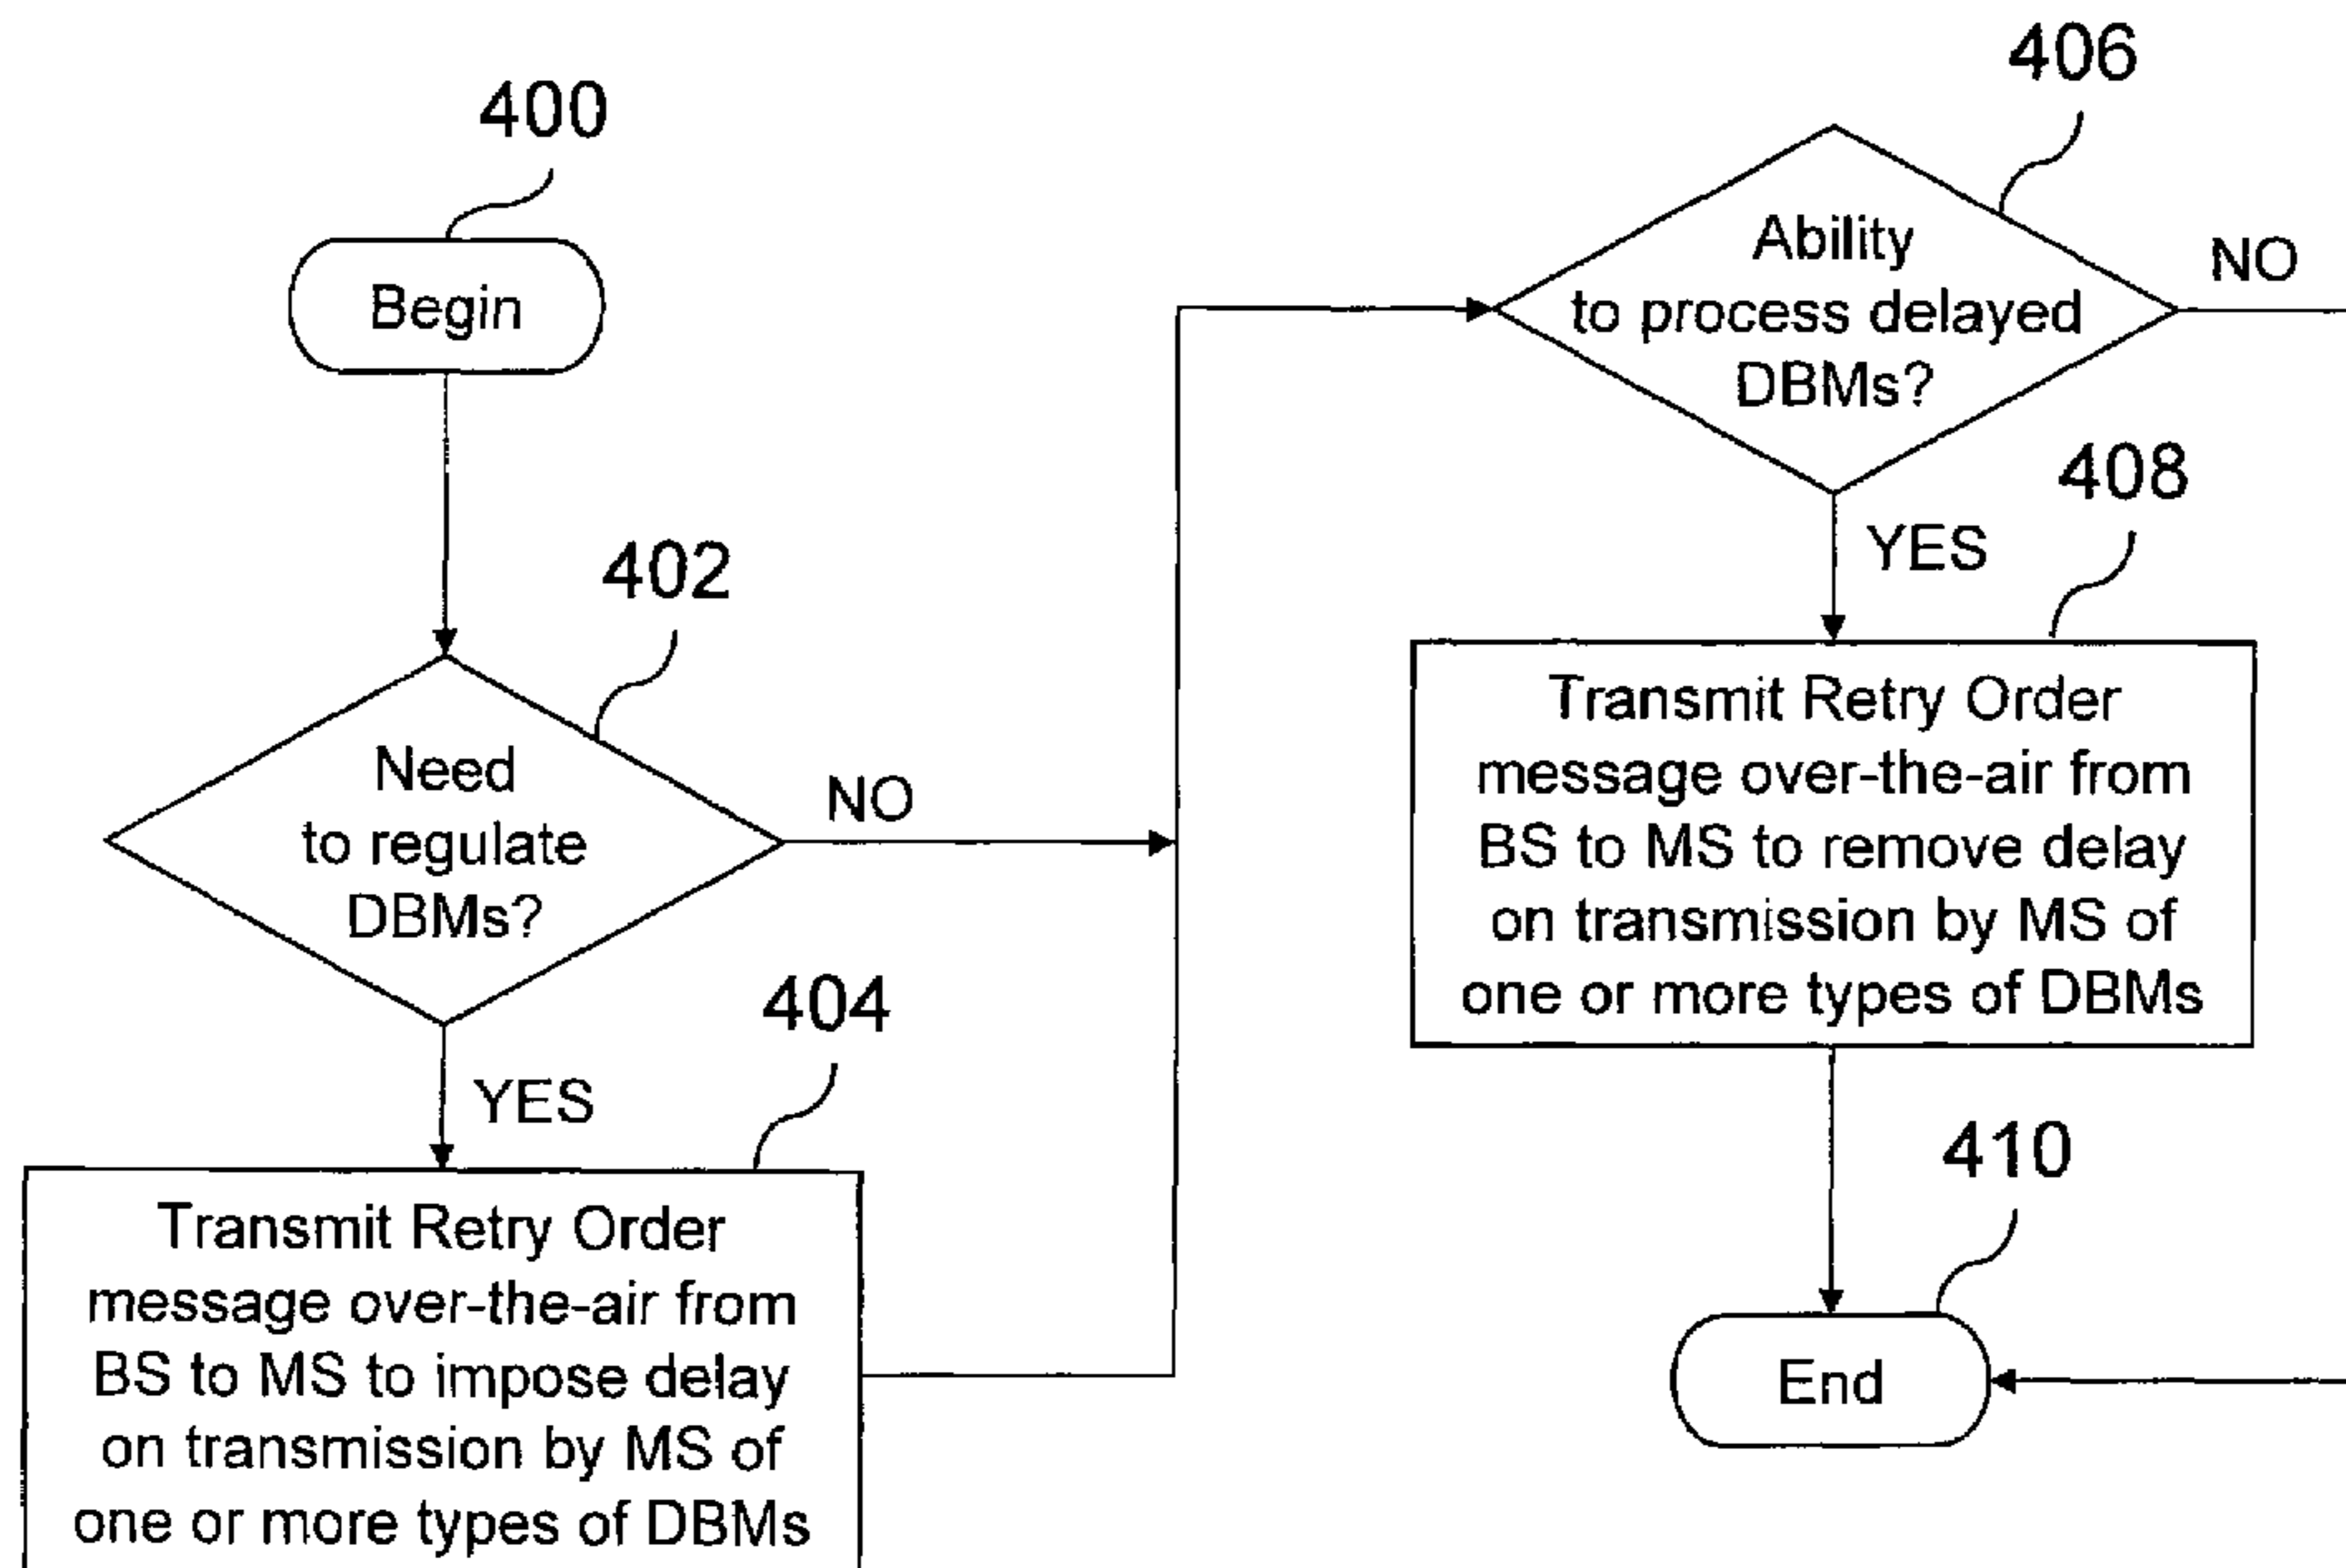 400
Begin
402
Need
to regulate
DBMs?
NO
YES
404
Transmit Retry Order
message over-the-air from
BS to MS to impose delay
on transmission by MS of
one or more types of DBMs
406
Ability
to process delayed
DBMs?
NO
YES
408
Transmit Retry Order
message over-the-air from
BS to MS to remove delay
on transmission by MS of
one or more types of DBMs
410
End